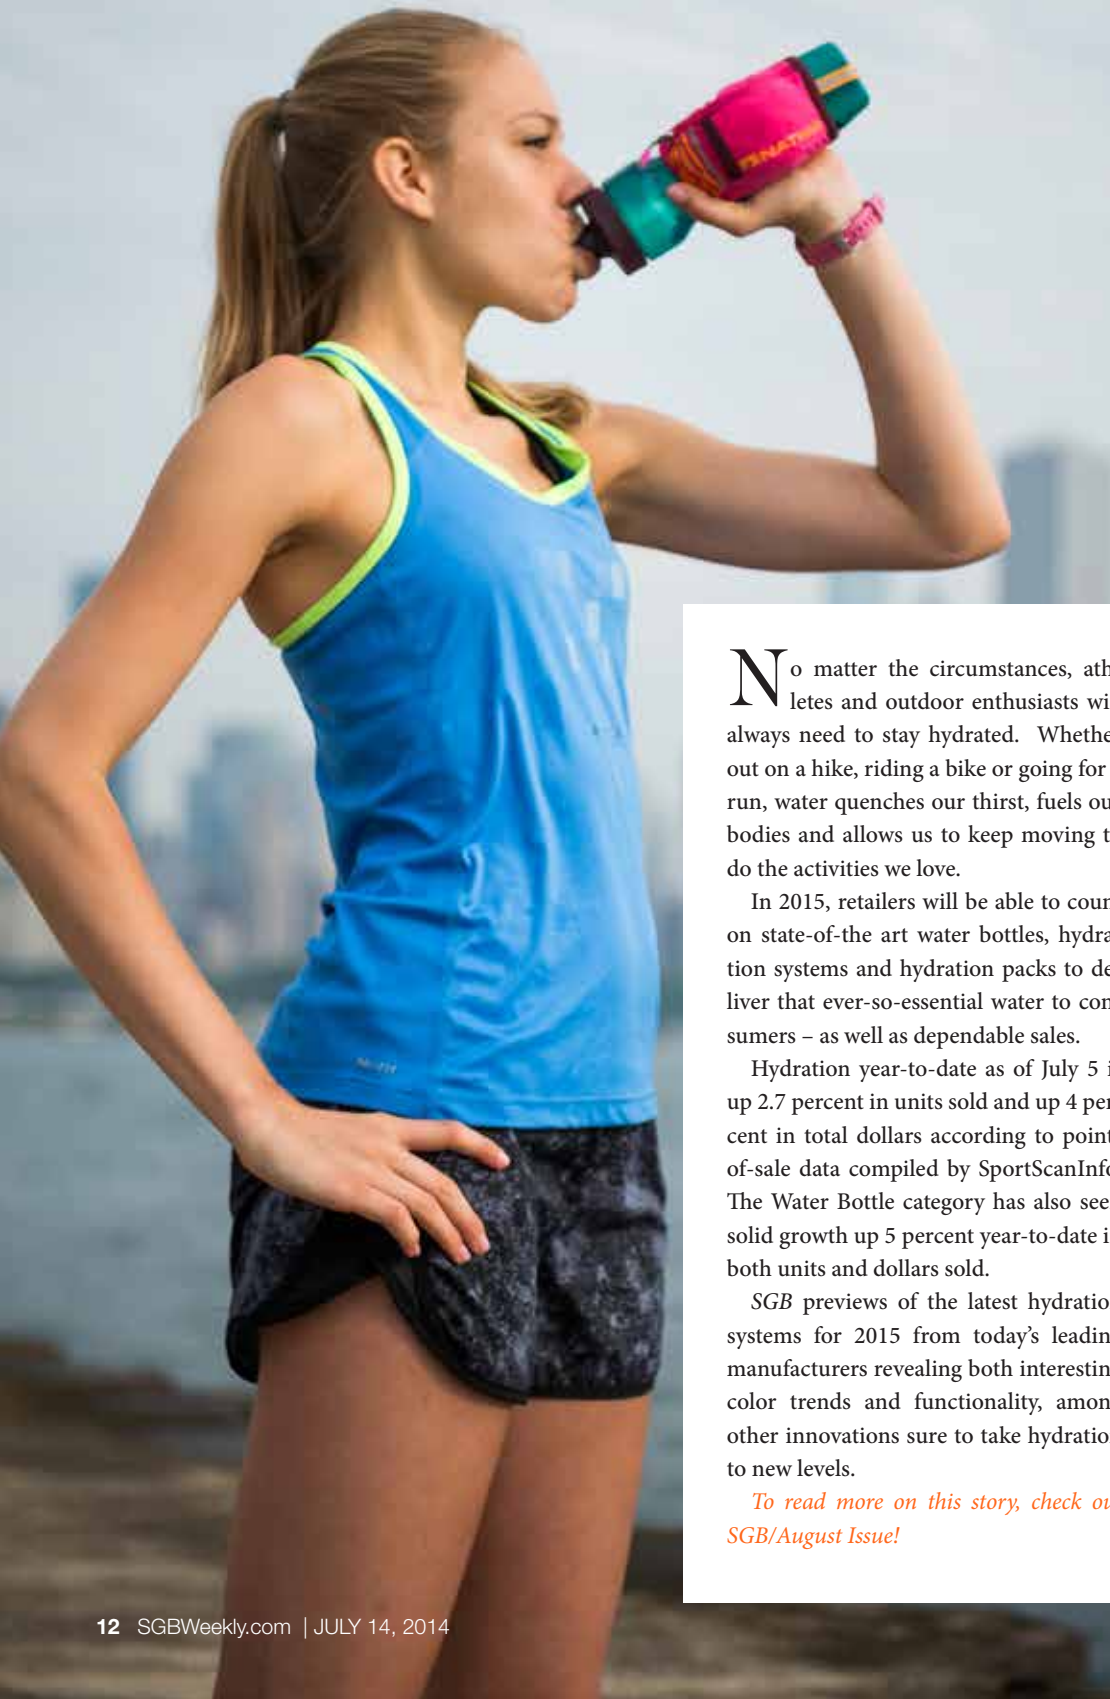 NATHAN
No matter the circumstances, ath
letes and outdoor enthusiasts wi
always need to stay hydrated. Whethe
out on a hike, riding a bike or going for
run, water quenches our thirst, fuels ou
bodies and allows us to keep moving t
do the activities we love.
In 2015, retailers will be able to coun
on state-of-the art water bottles, hydra
tion systems and hydration packs to de
liver that ever-so-essential water to con
sumers – as well as dependable sales.
Hydration year-to-date as of July 5 i
up 2.7 percent in units sold and up 4 per
cent in total dollars according to point
of-sale data compiled by SportScanInfo
The Water Bottle category has also see
solid growth up 5 percent year-to-date i
both units and dollars sold.
SGB previews of the latest hydratio
systems for 2015 from today’s leadin
manufacturers revealing both interestin
color trends and functionality, amon
other innovations sure to take hydratio
to new levels.
To read more on this story, check ou
SGB/August Issue!
12 SGBWeekly.com | JULY 14, 2014